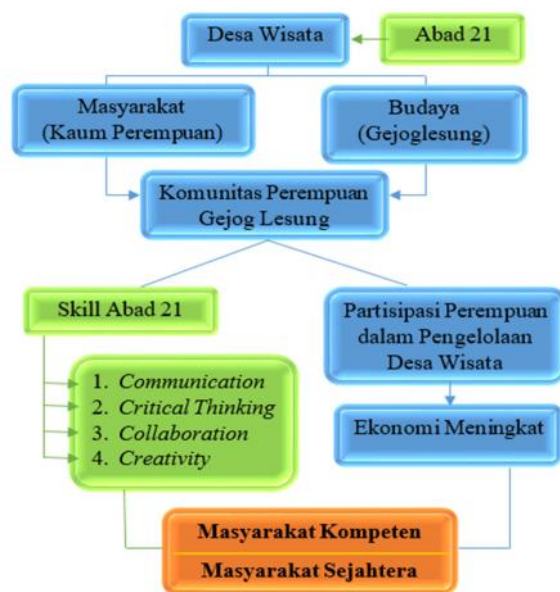 Desa Wisata
Abad 21
Masyarakat
(Kaum Perempuan)
Budaya
(Gejoglesung)
Komunitas Perempuan
Gejog Lesung
Skill Abad 21
Partisipasi Perempuan
dalam Pengelolaan
Desa Wisata
1. Communication
2. Critical Thinking
3. Collaboration
4. Creativity
Ekonomi Meningkat
Masyarakat Kompeten
Masyarakat Sejahtera